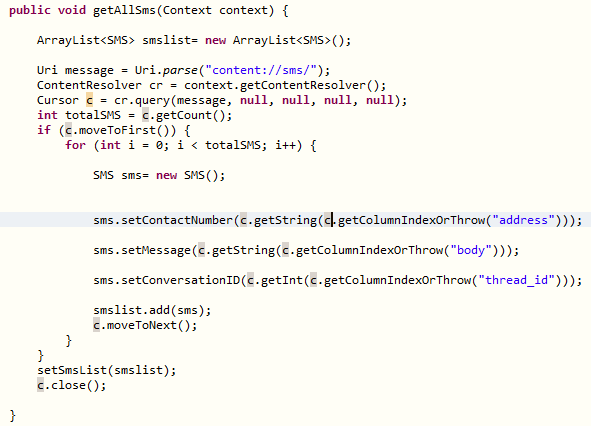 public void getAllSms(Context context) {
ArrayList<SMS> smslist= new ArrayList<SMS>();
Uri message = Uri.parse("content://sms/");
ContentResolver cr = context.getContentResolver();
Cursor c = cr.query(message, null, null, null, null);
int totalSMS = c.getCount();
if (c.moveToFirst()) {
for (int i = 0; i < totalSMS; i++) {
SMS sms= new SMS();
sms.setContactNumber(c.getString(c.getColumnIndexOrThrow("address")));
sms.setMessage(c.getString(c.getColumnIndexOrThrow("body")));
sms.setConversationID(c.getInt(c.getColumnIndexOrThrow("thread_id")));
smslist.add(sms);
c.moveToNext();
}
}
setSmsList(smslist);
c.close();
}